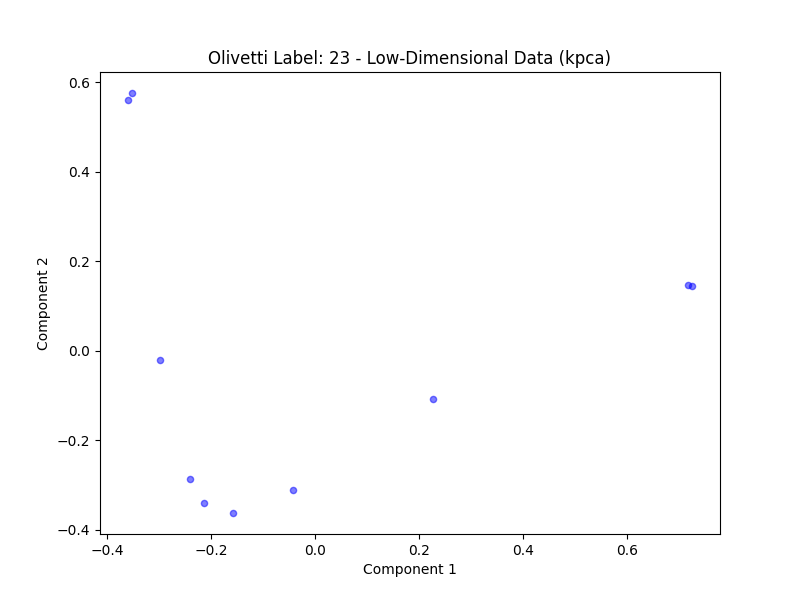 Olivetti Label: 23 - Low-Dimensional Data (kpca)
0.6
0.4
0.2
0.0
−0.2
−0.4
Component 2
−0.4 −0.2 0.0 0.2 0.4 0.6
Component 1